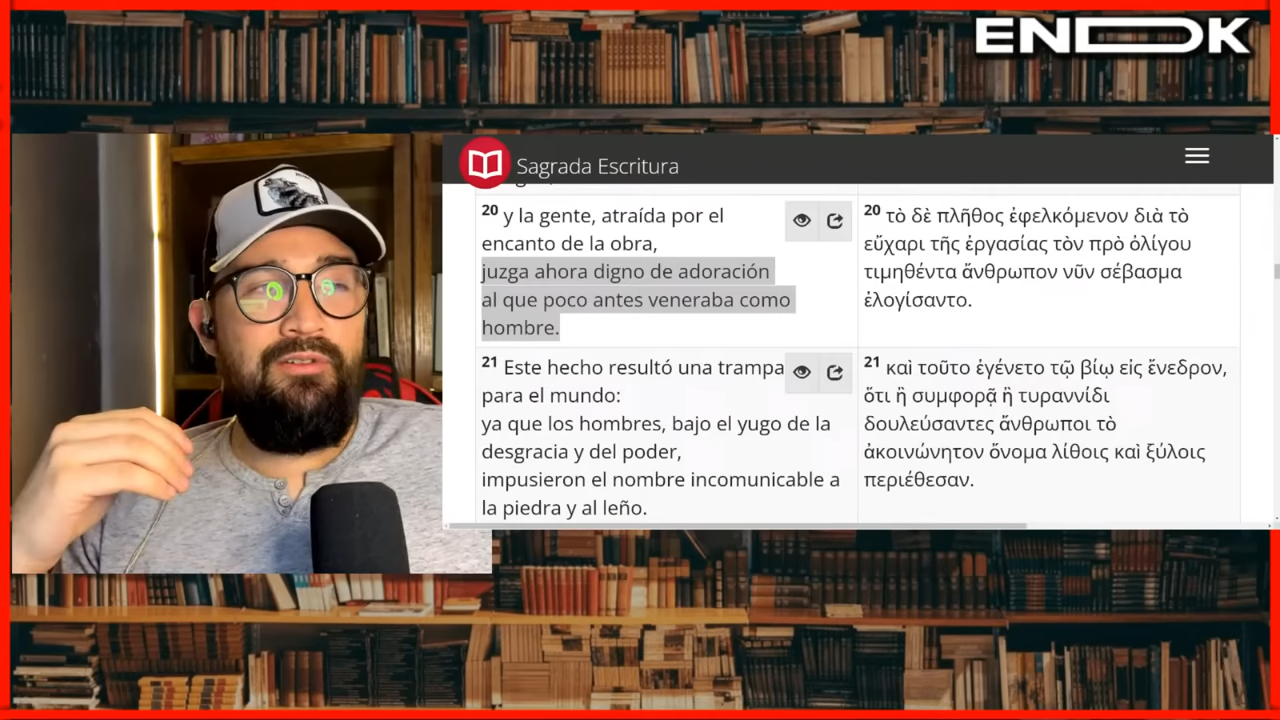 ENDK
Sagrada Escritura
20 y la gente, atraída por el
encanto de la obra,
juzga ahora digno de adoración
al que poco antes veneraba como
hombre.
20 τὸ δὲ πλῆθος ἐφελκόμενον διὰ τὸ
εὔχαρι τῆς ἐργασίας τὸν πρὸ ὀλίγου
τιμηθέντα ἄνθρωπον νῦν σέβασμα
ἐλογίσαντο.
21 Este hecho resultó una trampa
para el mundo:
ya que los hombres, bajo el yugo de la
desgracia y del poder,
impusieron el nombre incomunicable a
la piedra y al leño.
21 καὶ τοῦτο ἐγένετο τῷ βίῳ εἰς ἔνεδρον,
ὅτι ἢ συμφορᾷ ἢ τυραννίδι
δουλεύσαντες ἄνθρωποι τὸ
ἀκοινώνητον ὄνομα λίθοις καὶ ξύλοις
περιέθεσαν.